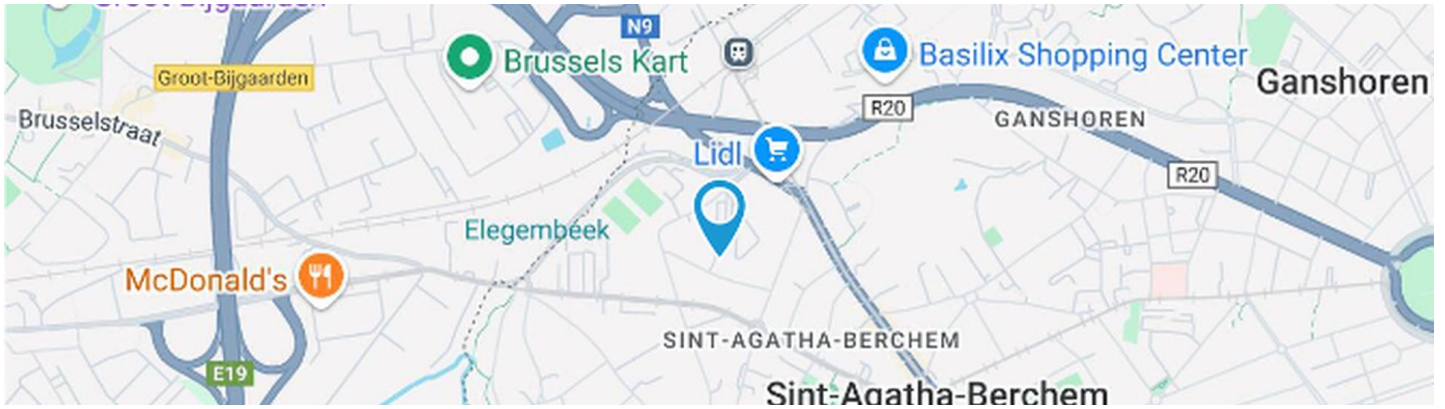 Groot-Bijgaarden
N9
Brussels Kart
Basilix Shopping Center
Groot-Bijgaarden
Ganshoren
R20
Brusselstraat
GANSHOREN
Lidl
R20
Elegembeek
McDonald's
SINT-AGATHA-BERCHEM
E19
Sint-Agatha-Berchem